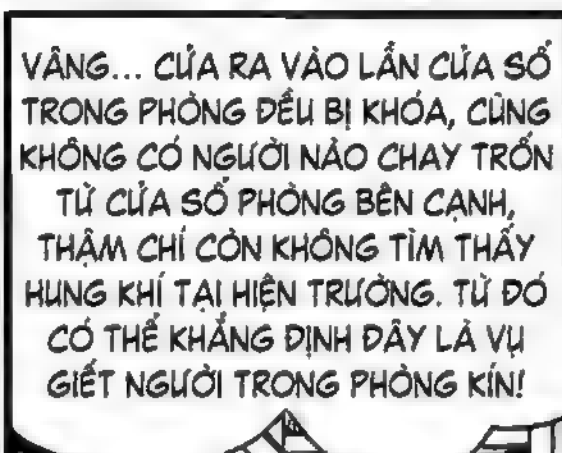 VÂNG... CỬA RA VÀO LẪN CỬA SỔ
TRONG PHÒNG ĐỀU BỊ KHÓA, CŨNG
KHÔNG CÓ NGƯỜI NÀO CHẠY TRỐN
TỪ CỬA SỔ PHÒNG BÊN CẠNH,
THẬM CHÍ CÒN KHÔNG TÌM THẤY
HUNG KHÍ TẠI HIỆN TRƯỜNG. TỪ ĐÓ
CÓ THỂ KHẲNG ĐỊNH ĐÂY LÀ VỤ
GIẾT NGƯỜI TRONG PHÒNG KÍN!